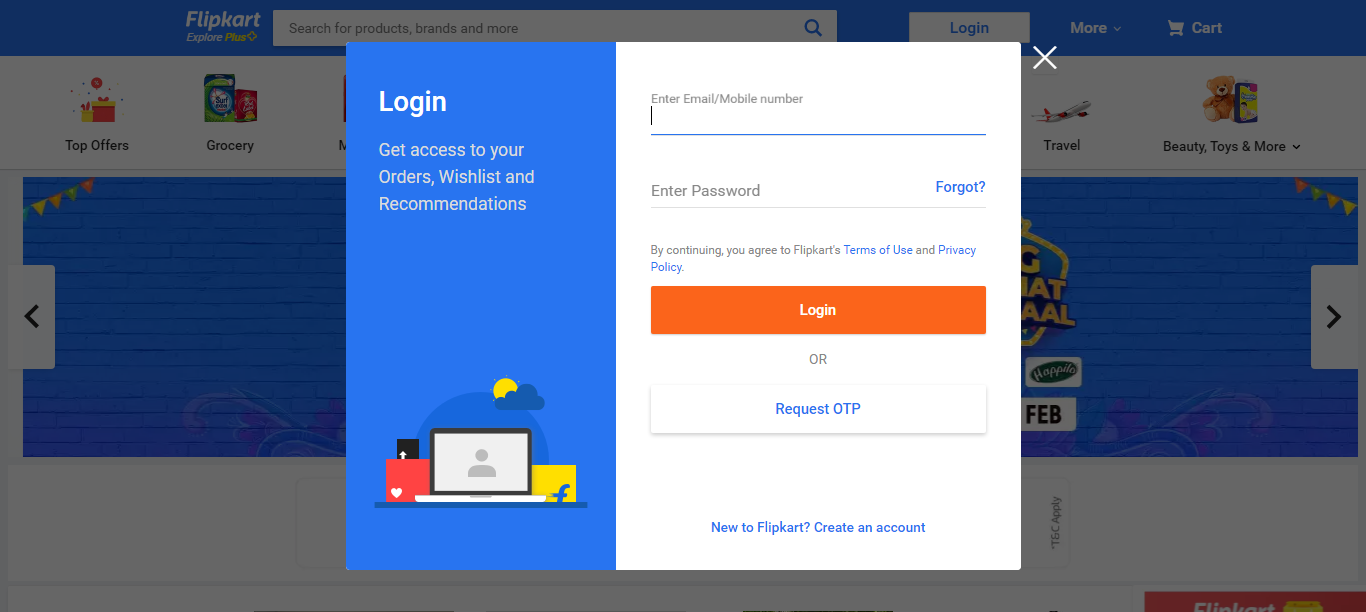 Flipkart
Explore Plus
Search for products, brands and more
Login
More
Cart
Top Offers
Grocery
M
Travel
Beauty, Toys & More
Login
Get access to your
Orders, Wishlist and
Recommendations
Enter Email/Mobile number
Enter Password
Forgot?
By continuing, you agree to Flipkart's Terms of Use and Privacy
Policy.
Login
OR
Request OTP
New to Flipkart? Create an account
Happilo
FEB
*T&C Apply
Flipkart